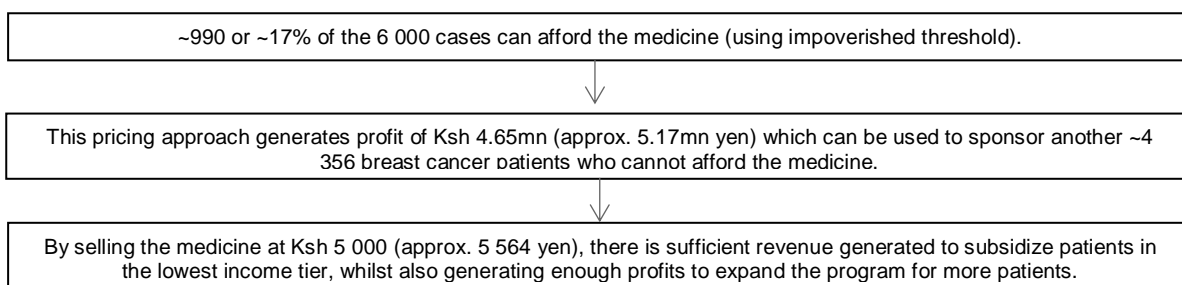 ~990 or ~17% of the 6 000 cases can afford the medicine (using impoverished threshold).
This pricing approach generates profit of Ksh 4.65mn (approx. 5.17mn yen) which can be used to sponsor another ~4
356 breast cancer patients who cannot afford the medicine.
By selling the medicine at Ksh 5 000 (approx. 5 564 yen), there is sufficient revenue generated to subsidize patients in
the lowest income tier, whilst also generating enough profits to expand the program for more patients.